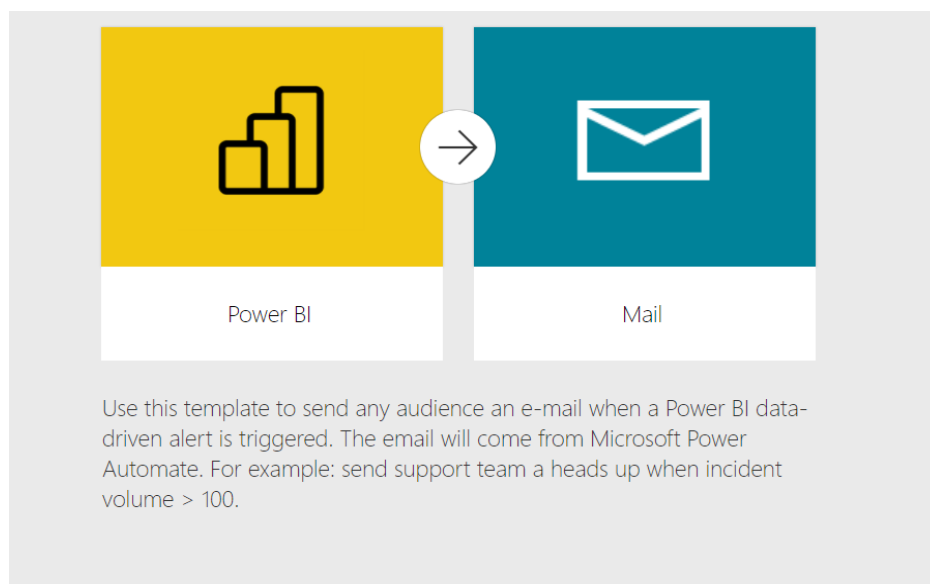 Power BI
Mail
Use this template to send any audience an e-mail when a Power BI data-
driven alert is triggered. The email will come from Microsoft Power
Automate. For example: send support team a heads up when incident
volume > 100.